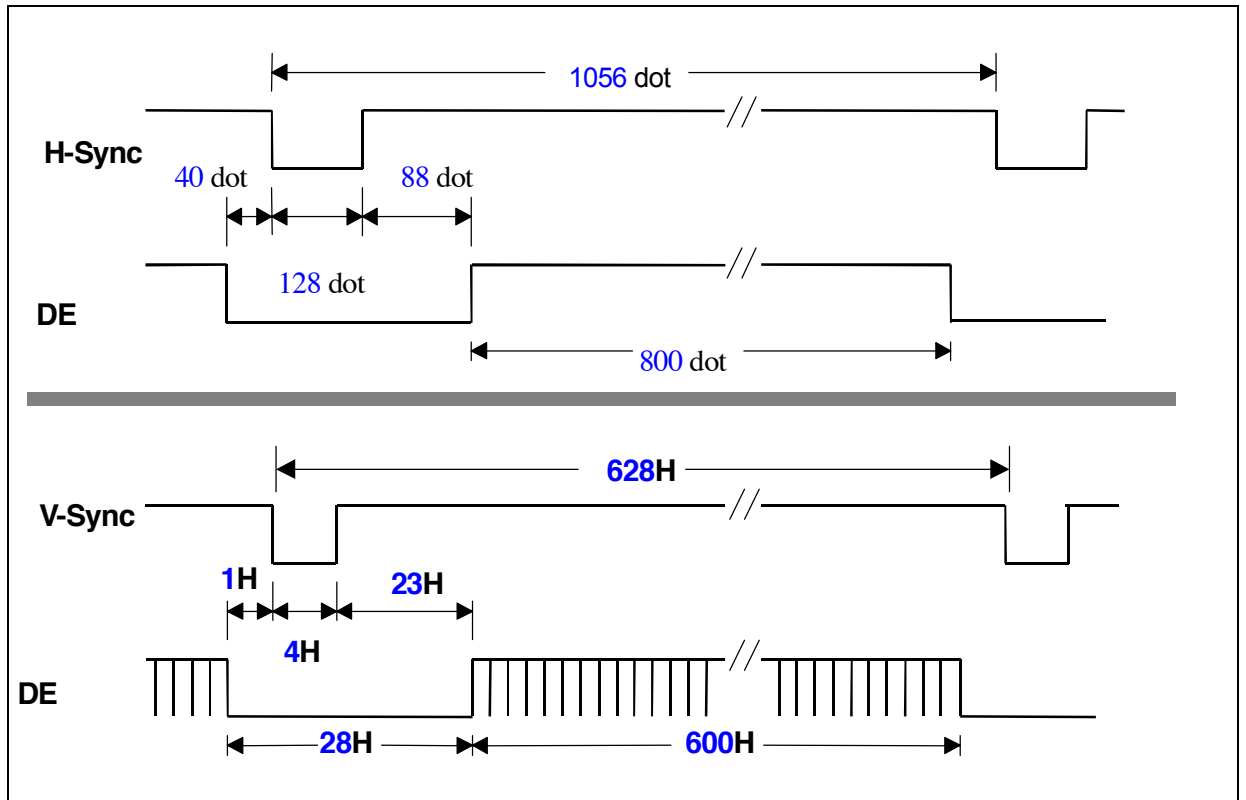 1056 dot
H-Sync
40 dot
88 dot
128 dot
DE
800 dot
628H
V-Sync
1H
23H
4H
DE
28H
600H